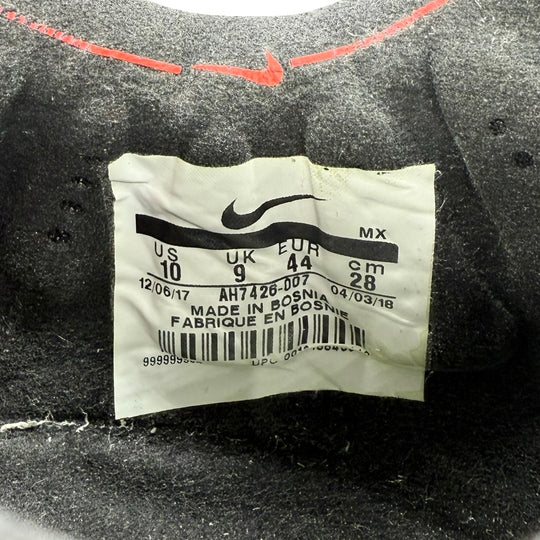 MX
US UK EUR cm
10 9 44 28
12/06/17 AH7426-007 04/03/18
MADE IN BOSNIA
FABRIQUE EN BOSNIE